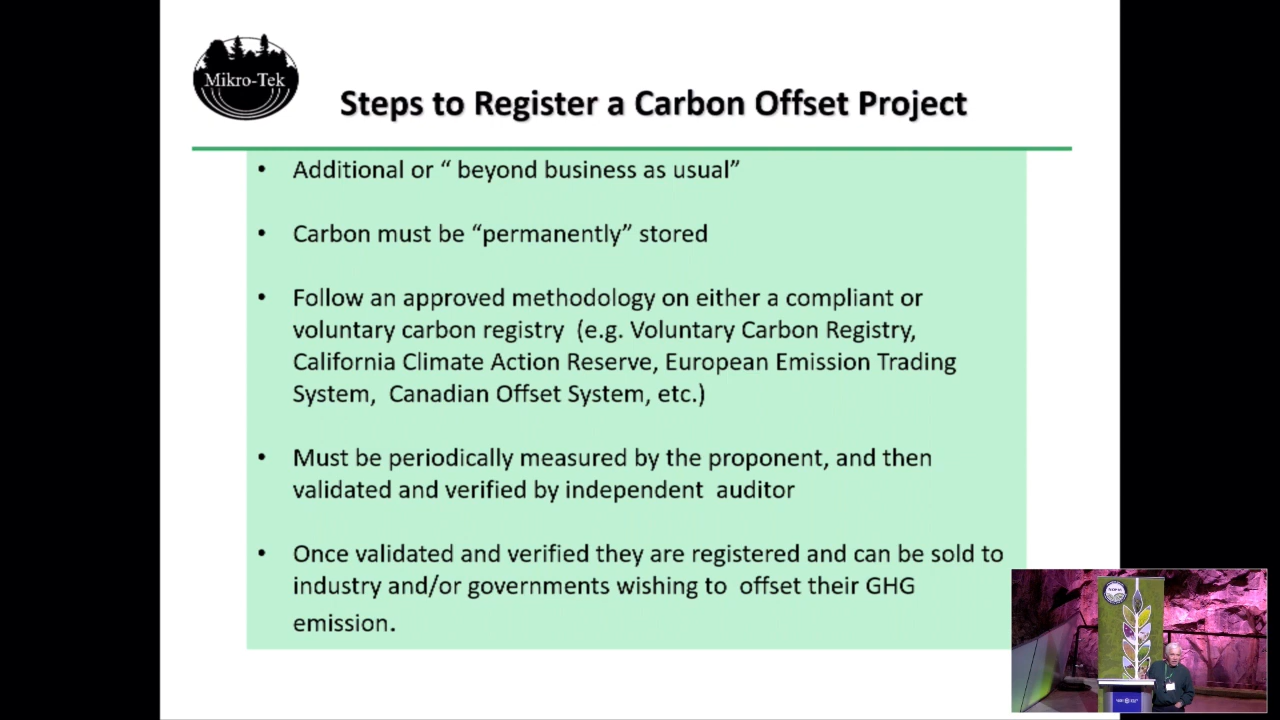 Mikro-Tek
Steps to Register a Carbon Offset Project
• Additional or “ beyond business as usual”
• Carbon must be “permanently” stored
• Follow an approved methodology on either a compliant or
voluntary carbon registry (e.g. Voluntary Carbon Registry,
California Climate Action Reserve, European Emission Trading
System, Canadian Offset System, etc.)
• Must be periodically measured by the proponent, and then
validated and verified by independent auditor
• Once validated and verified they are registered and can be sold to
industry and/or governments wishing to offset their GHG
emission.